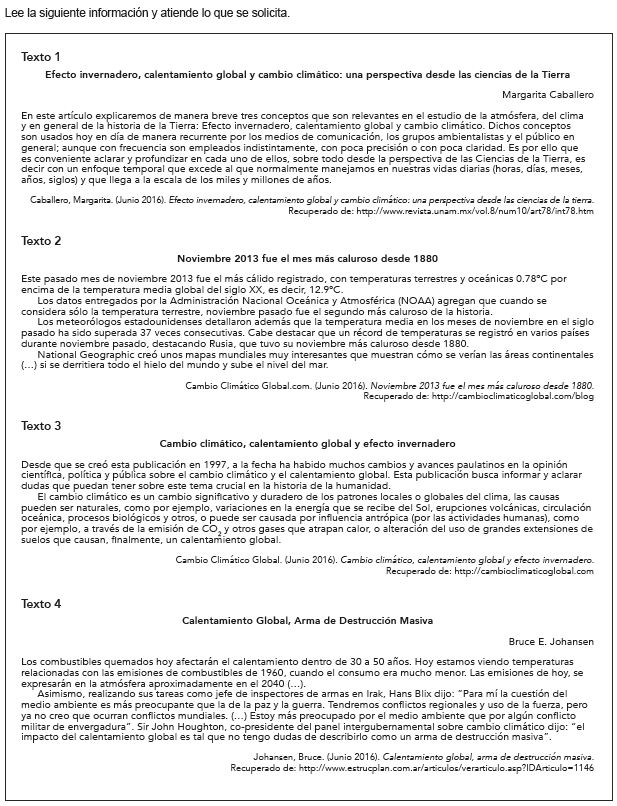 Lee la siguiente información y atiende lo que se solicita.
Texto 1
Efecto invernadero, calentamiento global y cambio climático: una perspectiva desde las ciencias de la Tierra
Margarita Caballero
En este artículo explicaremos de manera breve tres conceptos que son relevantes en el estudio de la atmósfera, del clima
y en general de la historia de la Tierra: Efecto invernadero, calentamiento global y cambio climático. Dichos conceptos
son usados hoy en día de manera recurrente por los medios de comunicación, los grupos ambientalistas y el público en
general; aunque con frecuencia son empleados indistintamente, con poca precisión o con poca claridad. Es por ello que
es conveniente aclarar y profundizar en cada uno de ellos, sobre todo desde la perspectiva de las Ciencias de la Tierra, es
decir con un enfoque temporal que excede al que normalmente manejamos en nuestras vidas diarias (horas, días, meses,
años, siglos) y que llega a la escala de los miles y millones de años.
Caballero, Margarita. (Junio 2016). Efecto invernadero, calentamiento global y cambio climático: una perspectiva desde las ciencias de la tierra.
Recuperado de: http://www.revista.unam.mx/vol.8/num10/art78/int78.htm
Texto 2
Noviembre 2013 fue el mes más caluroso desde 1880
Este pasado mes de noviembre 2013 fue el más cálido registrado, con temperaturas terrestres y oceánicas 0.78ºC por
encima de la temperatura media global del siglo XX, es decir, 12.9ºC.
Los datos entregados por la Administración Nacional Oceánica y Atmosférica (NOAA) agregan que cuando se
considera sólo la temperatura terrestre, noviembre pasado fue el segundo más caluroso de la historia.
Los meteorólogos estadounidenses detallaron además que la temperatura media en los meses de noviembre en el siglo
pasado ha sido superada 37 veces consecutivas. Cabe destacar que un récord de temperaturas se registró en varios países
durante noviembre pasado, destacando Rusia, que tuvo su noviembre más caluroso desde 1880.
National Geographic creó unos mapas mundiales muy interesantes que muestran cómo se verían las áreas continentales
(…) si se derritiera todo el hielo del mundo y sube el nivel del mar.
Cambio Climático Global.com. (Junio 2016). Noviembre 2013 fue el mes más caluroso desde 1880.
Recuperado de: http://cambioclimaticoglobal.com/blog
Texto 3
Cambio climático, calentamiento global y efecto invernadero
Desde que se creó esta publicación en 1997, a la fecha ha habido muchos cambios y avances paulatinos en la opinión
científica, política y pública sobre el cambio climático y el calentamiento global. Esta publicación busca informar y aclarar
dudas que puedan tener sobre este tema crucial en la historia de la humanidad.
El cambio climático es un cambio significativo y duradero de los patrones locales o globales del clima, las causas
pueden ser naturales, como por ejemplo, variaciones en la energía que se recibe del Sol, erupciones volcánicas, circulación
oceánica, procesos biológicos y otros, o puede ser causada por influencia antrópica (por las actividades humanas), como
por ejemplo, a través de la emisión de CO2 y otros gases que atrapan calor, o alteración del uso de grandes extensiones de
suelos que causan, finalmente, un calentamiento global.
Cambio Climático Global. (Junio 2016). Cambio climático, calentamiento global y efecto invernadero.
Recuperado de: http://cambioclimaticoglobal.com
Texto 4
Calentamiento Global, Arma de Destrucción Masiva
Bruce E. Johansen
Los combustibles quemados hoy afectarán el calentamiento dentro de 30 a 50 años. Hoy estamos viendo temperaturas
relacionadas con las emisiones de combustibles de 1960, cuando el consumo era mucho menor. Las emisiones de hoy, se
expresarán en la atmósfera aproximadamente en el 2040 (…).
Asimismo, realizando sus tareas como jefe de inspectores de armas en Irak, Hans Blix dijo: “Para mí la cuestión del
medio ambiente es más preocupante que la de la paz y la guerra. Tendremos conflictos regionales y uso de la fuerza, pero
ya no creo que ocurran conflictos mundiales. (…) Estoy más preocupado por el medio ambiente que por algún conflicto
militar de envergadura”. Sir John Houghton, co-presidente del panel intergubernamental sobre cambio climático dijo: “el
impacto del calentamiento global es tal que no tengo dudas de describirlo como un arma de destrucción masiva”.
Johansen, Bruce. (Junio 2016). Calentamiento global, arma de destrucción masiva.
Recuperado de: http://www.estrucplan.com.ar/articulos/verarticulo.asp?IDArticulo=1146